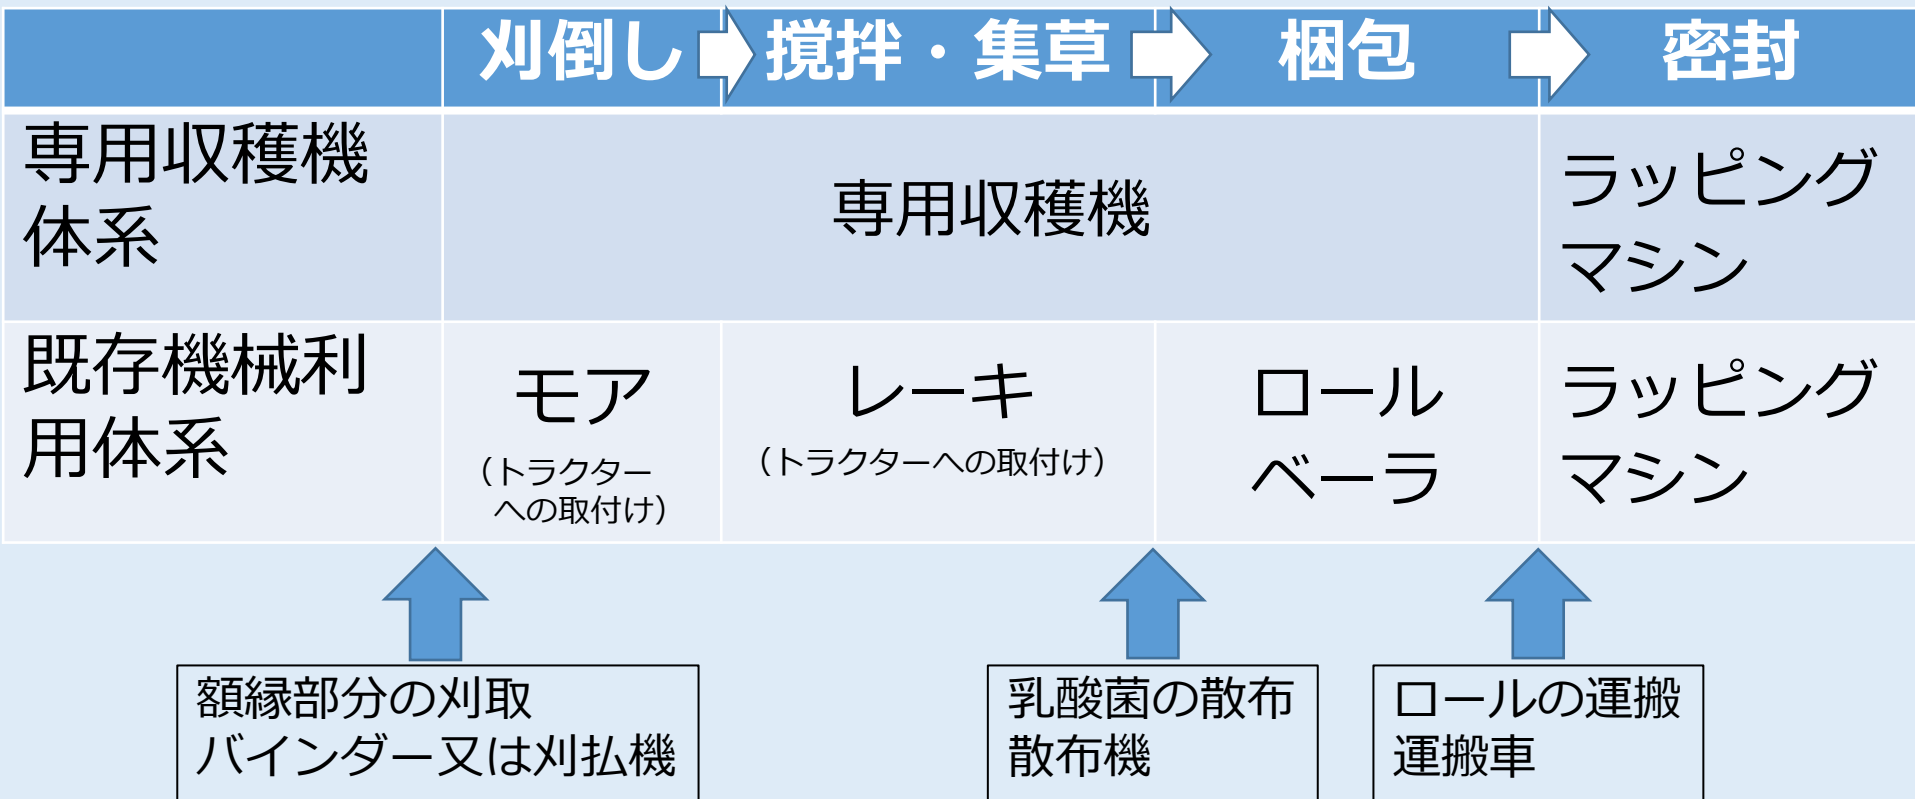 刈倒し
撹拌・集草
梱包
密封
専用収穫機
体系
専用収穫機
ラッピング
マシン
既存機械利
用体系
モア
（トラクター
への取付け）
レーキ
（トラクターへの取付け）
ロール
ベーラ
ラッピング
マシン
額縁部分の刈取
バインダー又は刈払機
乳酸菌の散布
散布機
ロールの運搬
運搬車